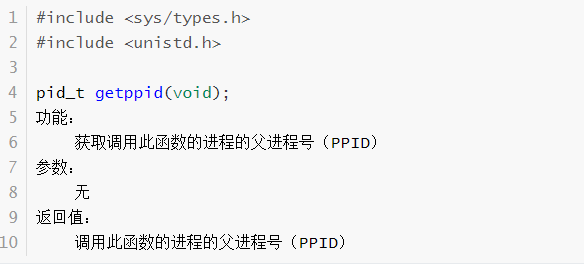 1 #include <sys/types.h>
2 #include <unistd.h>
3
4 pid_t getppid(void);
5 功能：
6 获取调用此函数的进程的父进程号（PPID）
7 参数：
8 无
9 返回值：
10 调用此函数的进程的父进程号（PPID）